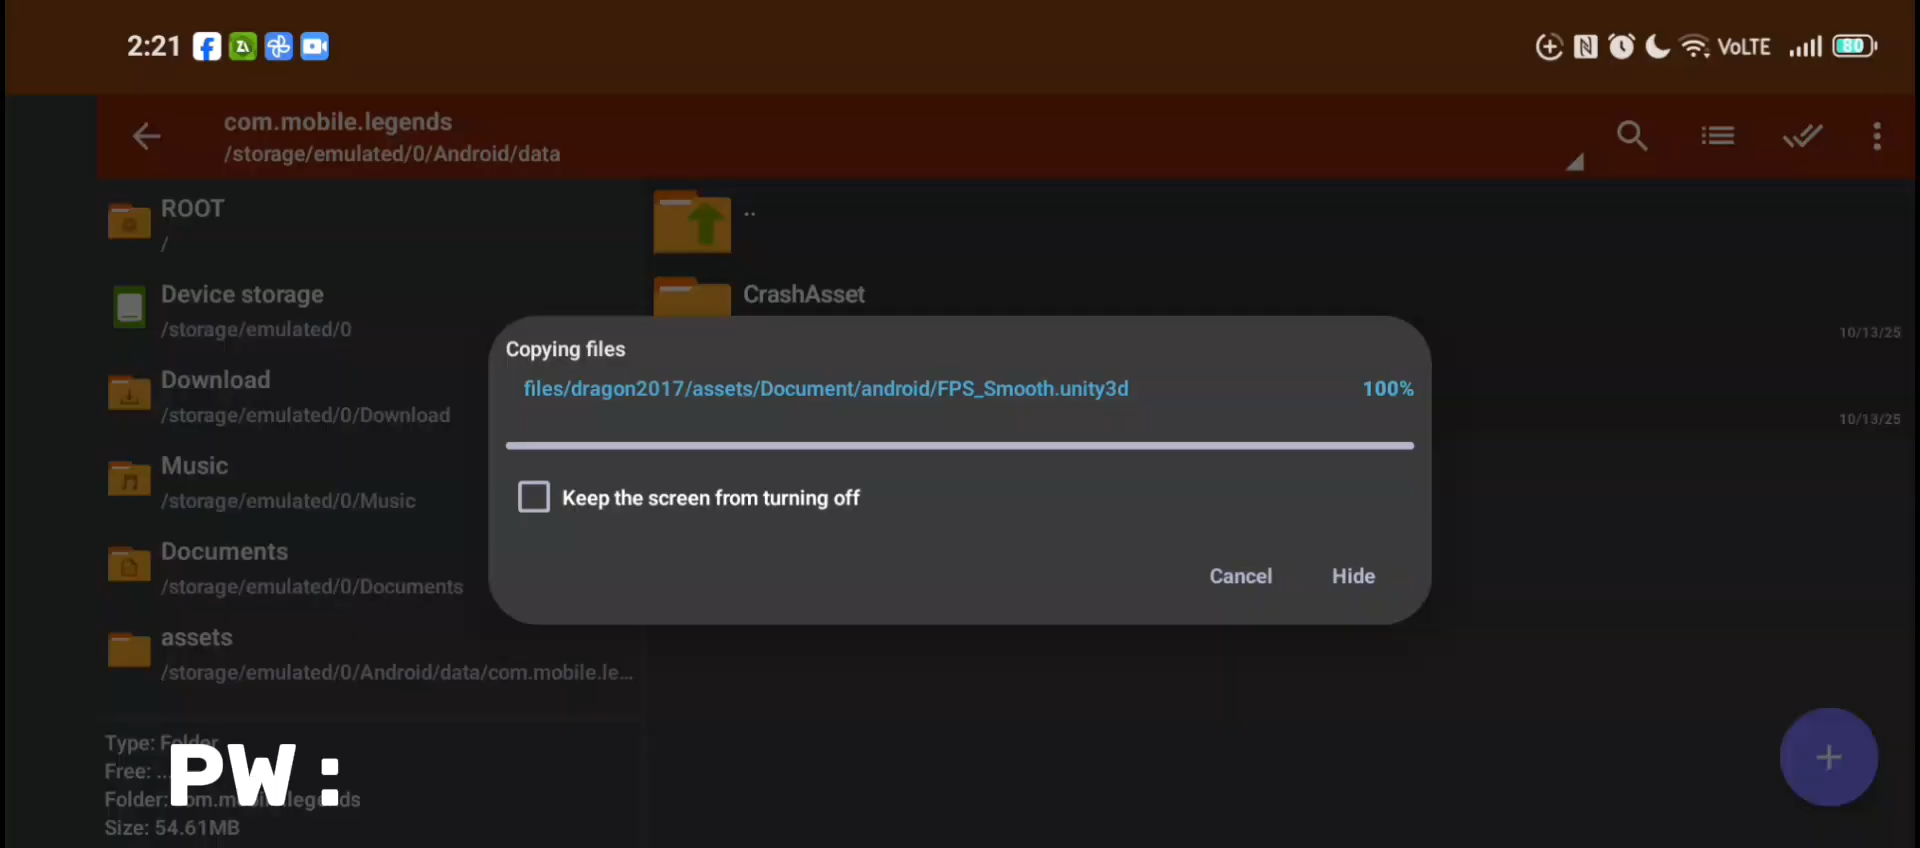 2:21
VoLTE
80
com.mobile.legends
/storage/emulated/0/Android/data
ROOT
/
Device storage
/storage/emulated/0
Download
/storage/emulated/0/Download
Music
/storage/emulated/0/Music
Documents
/storage/emulated/0/Documents
assets
/storage/emulated/0/Android/data/com.mobile.le...
Type: Folder
Free: ...
Folder: com.mobile.legends
Size: 54.61MB
PW:
..
CrashAsset
10/13/25
10/13/25
Copying files
files/dragon2017/assets/Document/android/FPS_Smooth.unity3d
100%
Keep the screen from turning off
Cancel
Hide